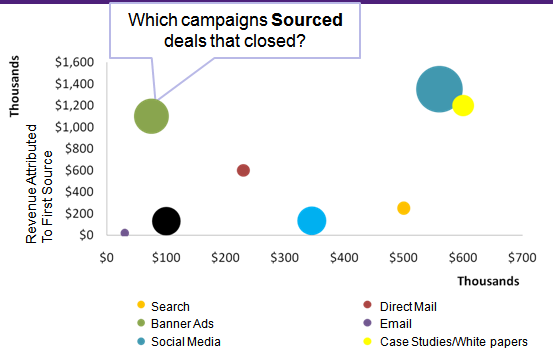 Which campaigns Sourced
deals that closed?
Thousands
Revenue Attributed
To First Source
$1,600
$1,400
$1,200
$1,000
$800
$600
$400
$200
$0
$0 $100 $200 $300 $400 $500 $600 $700
Thousands
Search
Direct Mail
Banner Ads
Email
Social Media
Case Studies/White papers